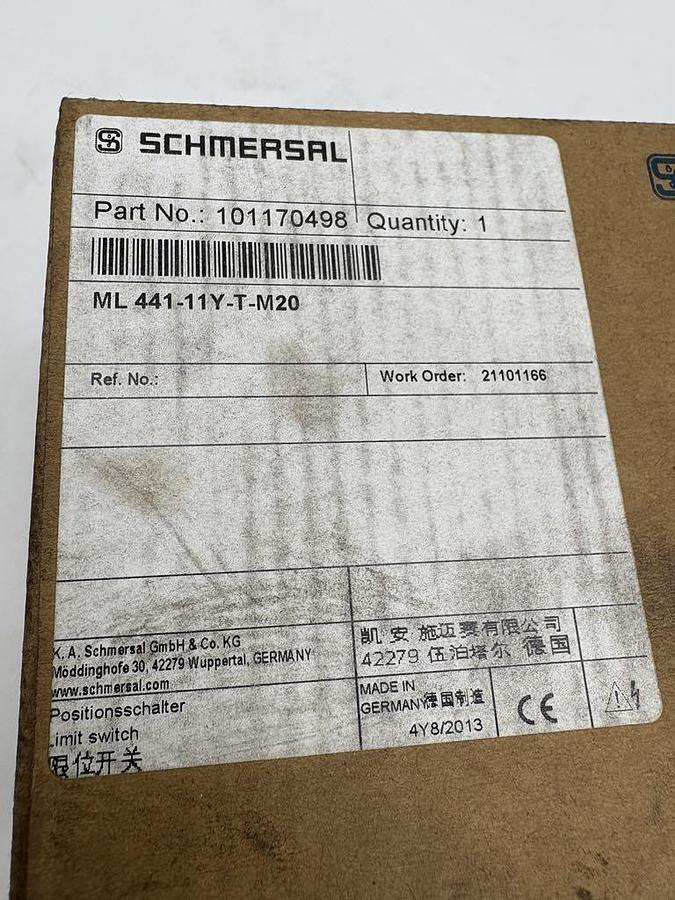 SCHMERSAL
Part No.: 101170498 Quantity: 1
ML 441-11Y-T-M20
Ref. No.: Work Order: 21101166
K. A. Schmersal GmbH & Co. KG
Möddinghofe 30, 42279 Wuppertal, GERMANY
www.schmersal.com
凯 安 施迈赛有限公司
42279 伍泊塔尔 德国
Positionsschalter
Limit switch
限位开关
MADE IN
GERMANY德国制造
4Y8/2013
CE